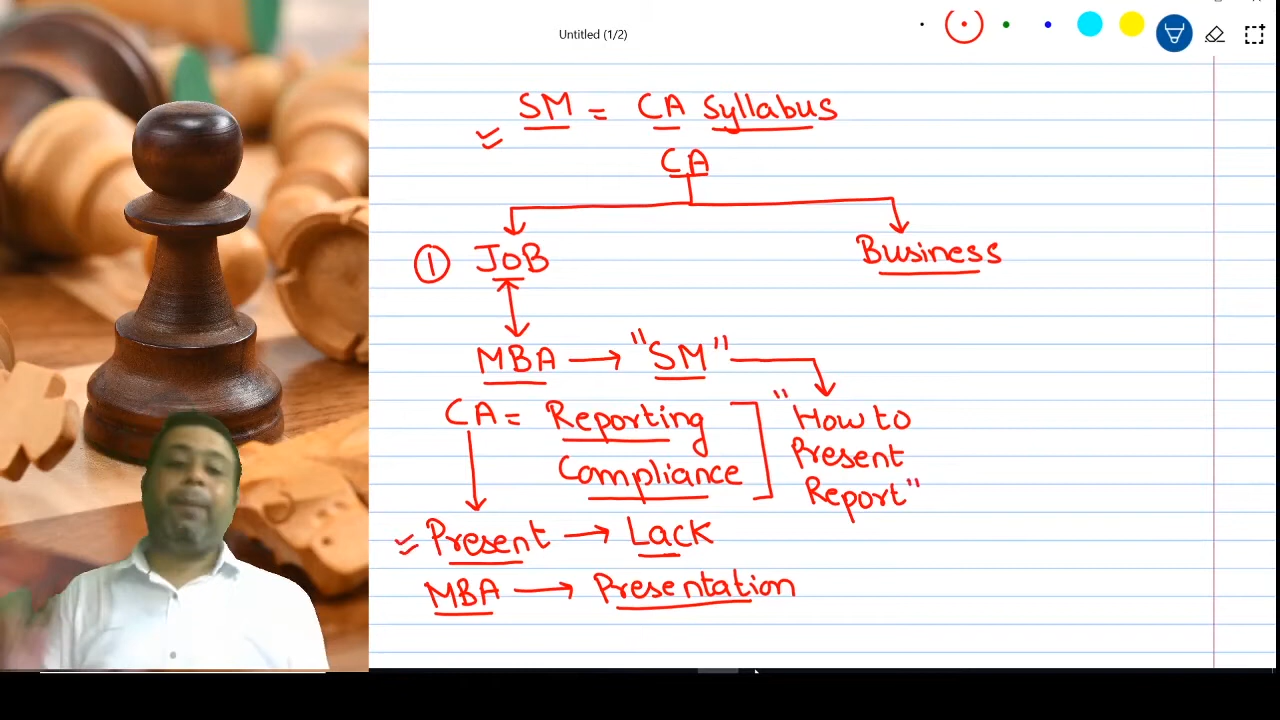 Untitled (1/2)
SM = CA Syllabus
CA
① JOB Business
MBA → "SM"
CA = Reporting
Compliance
"How to
Present
Report"
Present → Lack
MBA → Presentation